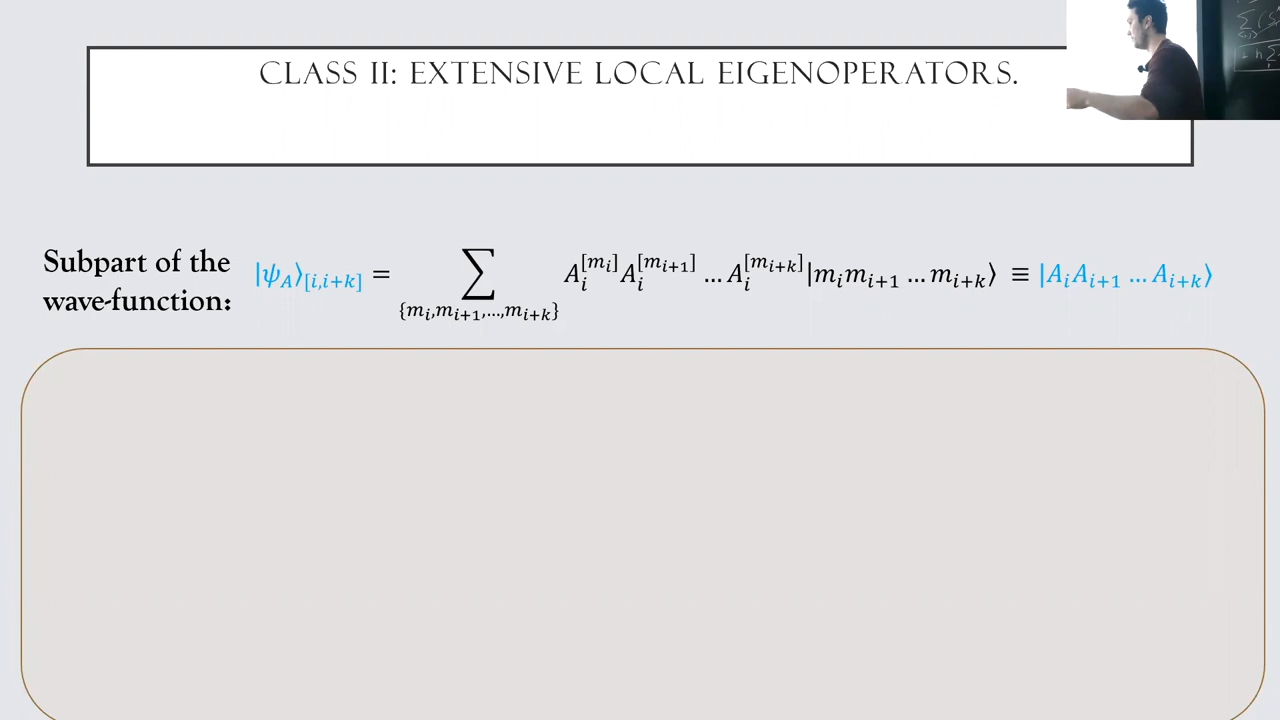 CLASS II: EXTENSIVE LOCAL EIGENOPERATORS.
Subpart of the
wave-function:
|ψ_A⟩_{[i,i+k]} = ∑_{{m_i,m_{i+1},…,m_{i+k}}} A_i^{[m_i]} A_i^{[m_{i+1}]} … A_i^{[m_{i+k}]} |m_i m_{i+1} … m_{i+k}⟩ ≡ |A_i A_{i+1} … A_{i+k}⟩